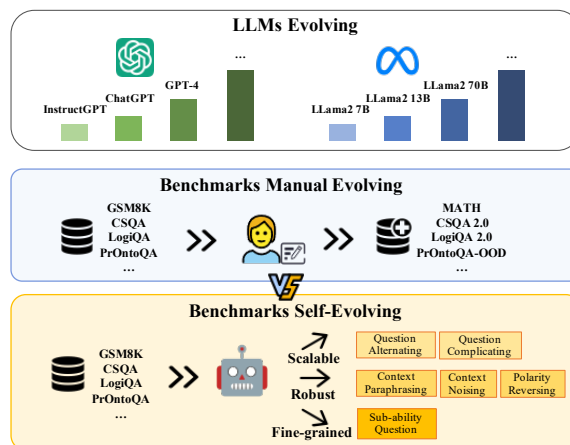 LLMs Evolving
InstructGPT
ChatGPT
GPT-4
...
LLama2 7B
LLama2 13B
LLama2 70B
...
Benchmarks Manual Evolving
GSM8K
CSQA
LogiQA
PrOntoQA
...
MATH
CSQA 2.0
LogiQA 2.0
PrOntoQA-OOD
...
VS
Benchmarks Self-Evolving
GSM8K
CSQA
LogiQA
PrOntoQA
...
Scalable
Question
Alternating
Question
Complicating
Robust
Context
Paraphrasing
Context
Noising
Polarity
Reversing
Fine-grained
Sub-ability
Question